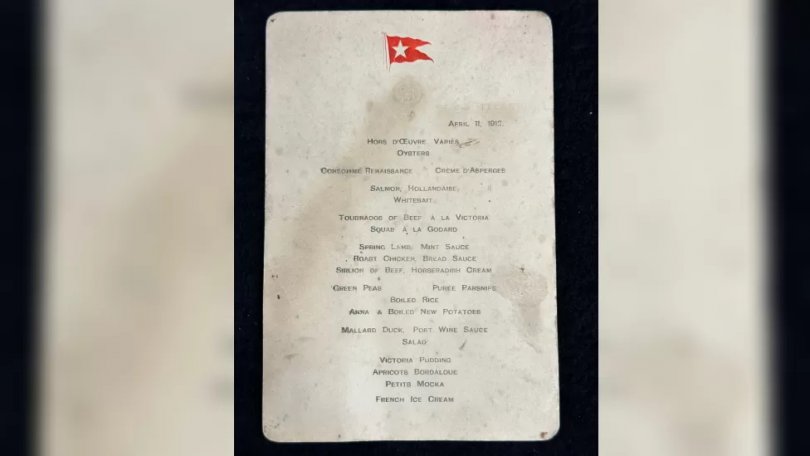 APRIL 11, 1912.
HORS D'ŒUVRE VARIÉS
OYSTERS
CONSOMMÉ RENAISSANCE CRÈME D'ASPERGES
SALMON, HOLLANDAISE
WHITEBAIT
TOURNADOS OF BEEF À LA VICTORIA
SQUAB À LA GODARD
SPRING LAMB, MINT SAUCE
ROAST CHICKEN, BREAD SAUCE
SIRLOIN OF BEEF, HORSERADISH CREAM
GREEN PEAS PURÉE PARSNIPS
BOILED RICE
ANNA & BOILED NEW POTATOES
MALLARD DUCK, PORT WINE SAUCE
SALAD
VICTORIA PUDDING
APRICOTS BORDALOUE
PETITS MOCKA
FRENCH ICE CREAM